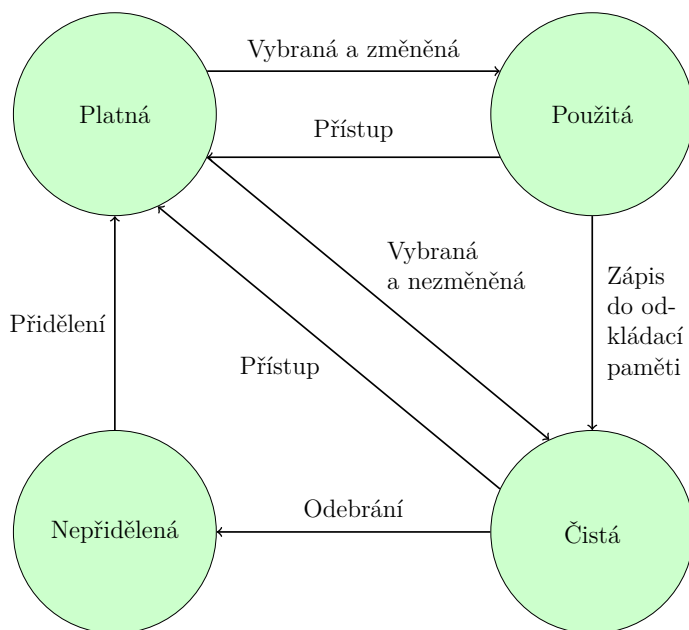 Vybraná a změněná
Platná
Použitá
Přístup
Vybraná
a nezměněná
Zápis
do od-
kládací
paměti
Přidělení
Přístup
Odebrání
Nepřidělená
Čistá